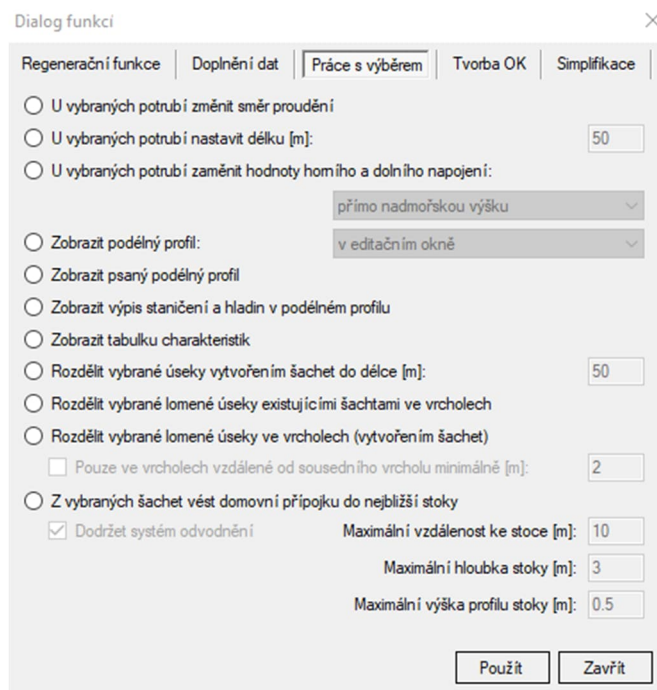 Dialog funkcí
Regenerační funkce Doplnění dat Práce s výběrem Tvorba OK Simplifikace
U vybraných potrubí změnit směr proudění
U vybraných potrubí nastavit délku [m]: 50
U vybraných potrubí zaměnit hodnoty horního a dolního napojení:
přímo nadmořskou výšku
Zobrazit podélný profil: v editačním okně
Zobrazit psaný podélný profil
Zobrazit výpis staničení a hladin v podélném profilu
Zobrazit tabulku charakteristik
Rozdělit vybrané úseky vytvořením šachet do délce [m]: 50
Rozdělit vybrané lomené úseky existujícími šachtami ve vrcholech
Rozdělit vybrané lomené úseky ve vrcholech (vytvořením šachet)
Pouze ve vrcholech vzdálené od sousedního vrcholu minimálně [m]: 2
Z vybraných šachet vést domovní přípojku do nejbližší stoky
Dodržet systém odvodnění Maximální vzdálenost ke stoce [m]: 10
Maximální hloubka stoky [m]: 3
Maximální výška profilu stoky [m]: 0.5
Použít Zavřít